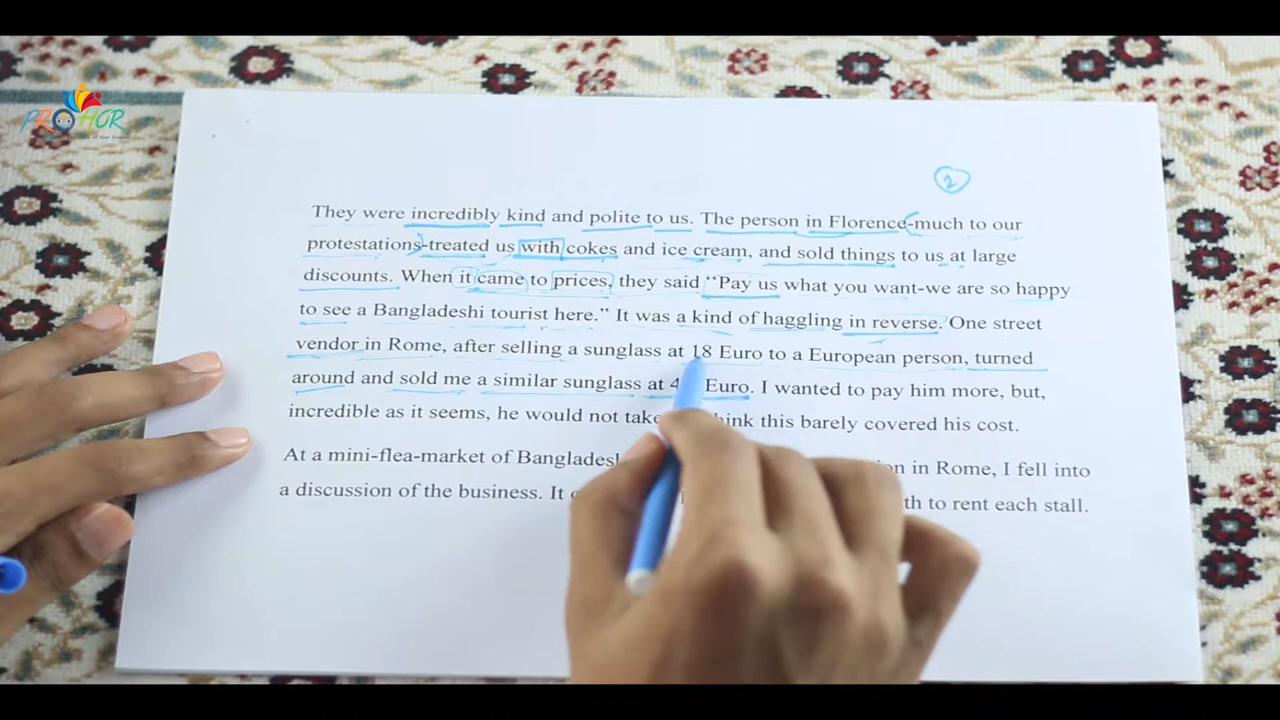 PROHOR
2
They were incredibly kind and polite to us. The person in Florence-much to our
protestations-treated us with cokes and ice cream, and sold things to us at large
discounts. When it came to prices, they said "Pay us what you want-we are so happy
to see a Bangladeshi tourist here." It was a kind of haggling in reverse. One street
vendor in Rome, after selling a sunglass at 18 Euro to a European person, turned
around and sold me a similar sunglass at 4 Euro. I wanted to pay him more, but,
incredible as it seems, he would not take this barely covered his cost.
At a mini-flea-market of in Rome, I fell into
a discussion of the business. It to rent each stall.